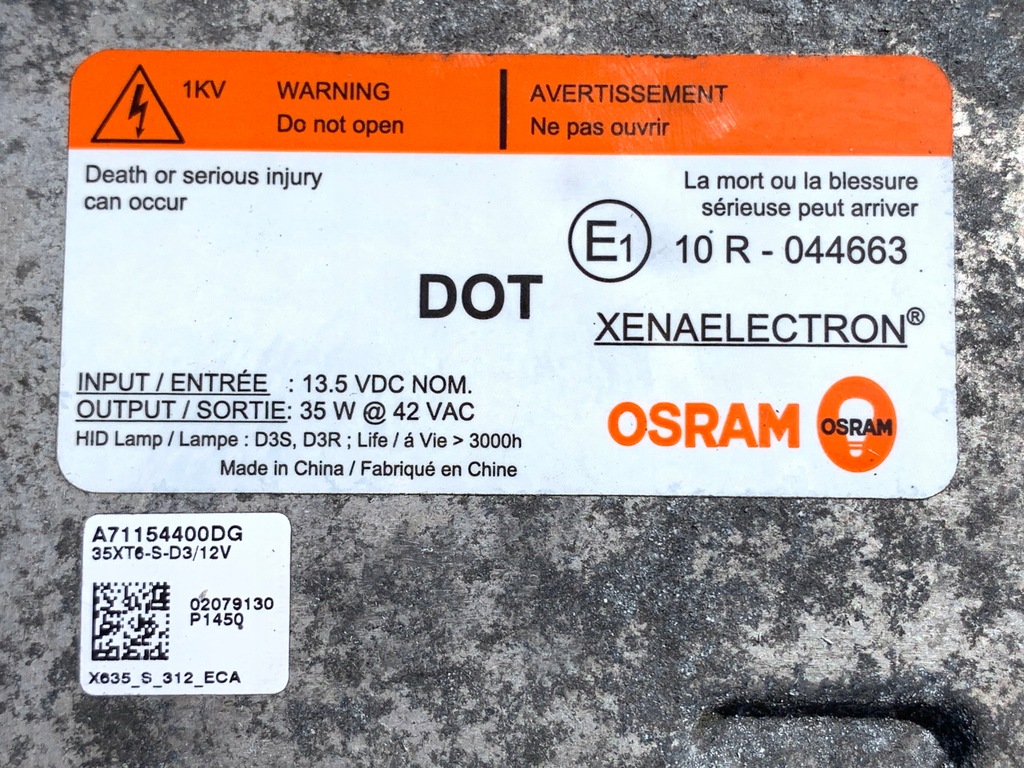 1KV
WARNING
Do not open
AVERTISSEMENT
Ne pas ouvrir
Death or serious injury
can occur
La mort ou la blessure
sérieuse peut arriver
E1 10 R - 044663
DOT
XENAELECTRON®
INPUT / ENTRÉE : 13.5 VDC NOM.
OUTPUT / SORTIE: 35 W @ 42 VAC
HID Lamp / Lampe : D3S, D3R ; Life / á Vie > 3000h
Made in China / Fabriqué en Chine
OSRAM OSRAM
A71154400DG
35XT6-S-D3/12V
02079130
P145Q
X635_S_312_ECA